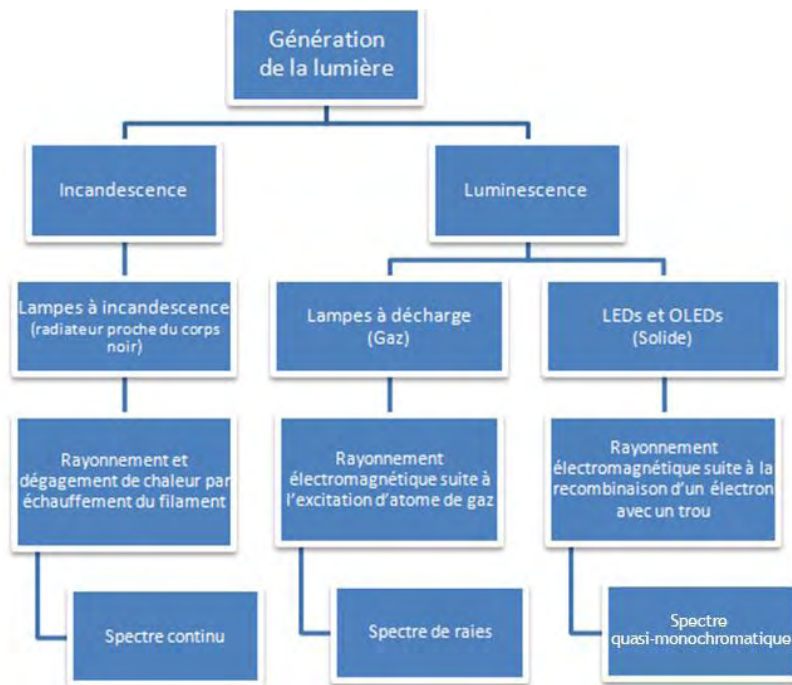 Génération
de la lumière
Incandescence
Luminescence
Lampes à incandescence
(radiateur proche du corps
noir)
Lampes à décharge
(Gaz)
LEDs et OLEDs
(Solide)
Rayonnement et
dégagement de chaleur par
échauffement du filament
Rayonnement
électromagnétique suite à
l'excitation d'atome de gaz
Rayonnement
électromagnétique suite à la
recombinaison d'un électron
avec un trou
Spectre continu
Spectre de raies
Spectre
quasi-monochromatique